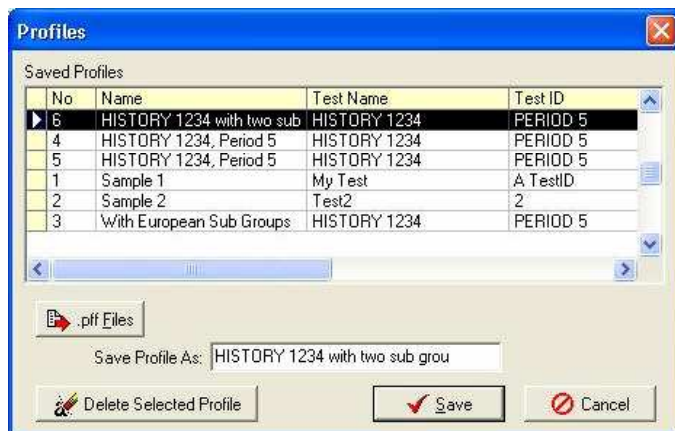 Profiles
Saved Profiles
No Name Test Name Test ID
6 HISTORY 1234 with two sub HISTORY 1234 PERIOD 5
4 HISTORY 1234, Period 5 HISTORY 1234 PERIOD 5
5 HISTORY 1234, Period 5 HISTORY 1234 PERIOD 5
1 Sample 1 My Test A TestID
2 Sample 2 Test2 2
3 With European Sub Groups HISTORY 1234 PERIOD 5
.pff Files
Save Profile As: HISTORY 1234 with two sub grou
Delete Selected Profile Save Cancel